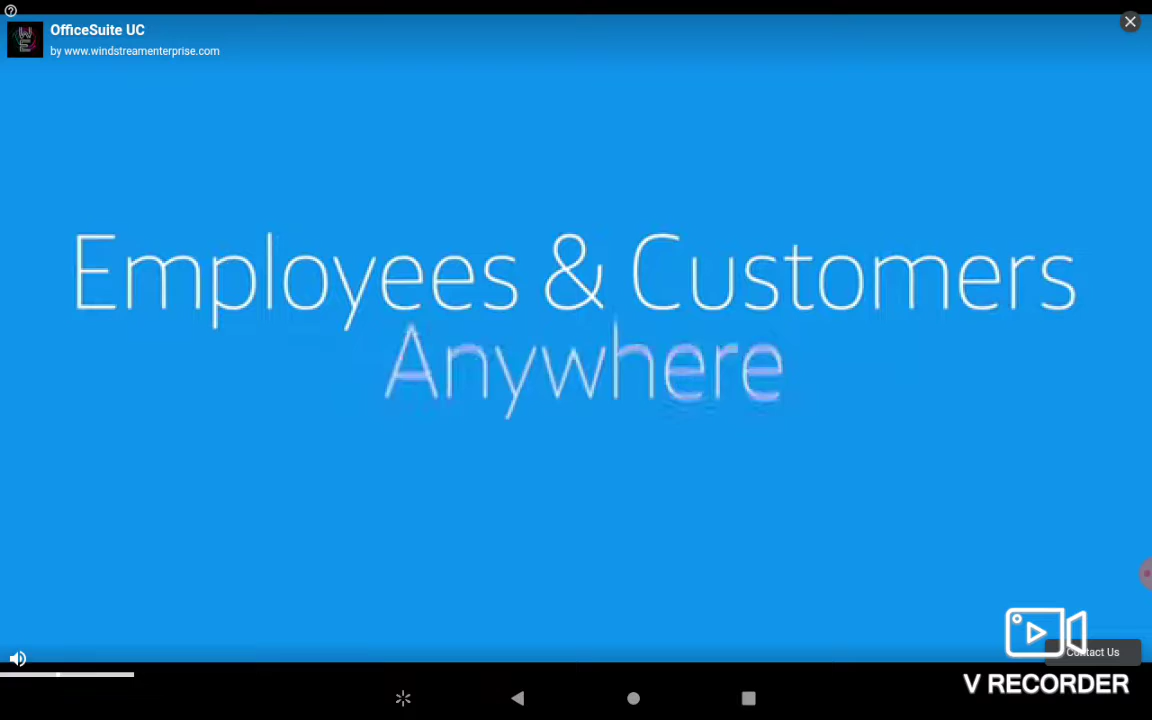 OfficeSuite UC
by www.windstreamenterprise.com
Employees & Customers
Anywhere
Contact Us
V RECORDER